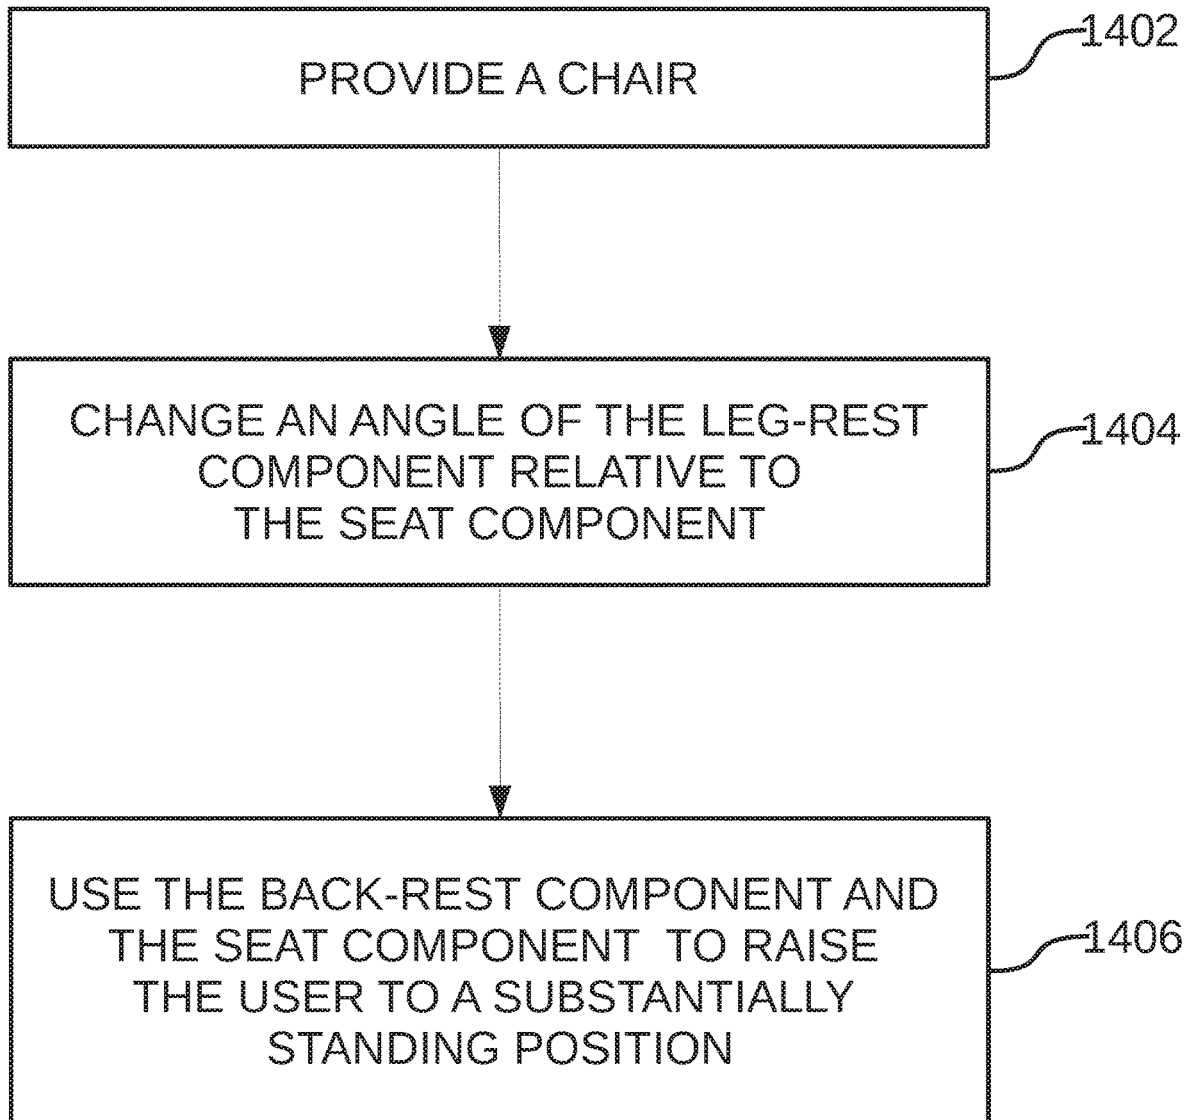 PROVIDE A CHAIR
1402
CHANGE AN ANGLE OF THE LEG-REST
COMPONENT RELATIVE TO
THE SEAT COMPONENT
1404
USE THE BACK-REST COMPONENT AND
THE SEAT COMPONENT TO RAISE
THE USER TO A SUBSTANTIALLY
STANDING POSITION
1406